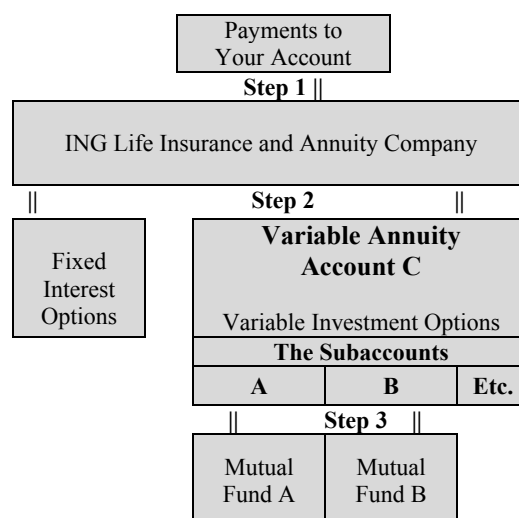 Payments to
Your Account
Step 1 ||
ING Life Insurance and Annuity Company
|| Step 2 ||
Fixed
Interest
Options
Variable Annuity
Account C
Variable Investment Options
The Subaccounts
A B Etc.
|| Step 3 ||
Mutual
Fund A
Mutual
Fund B